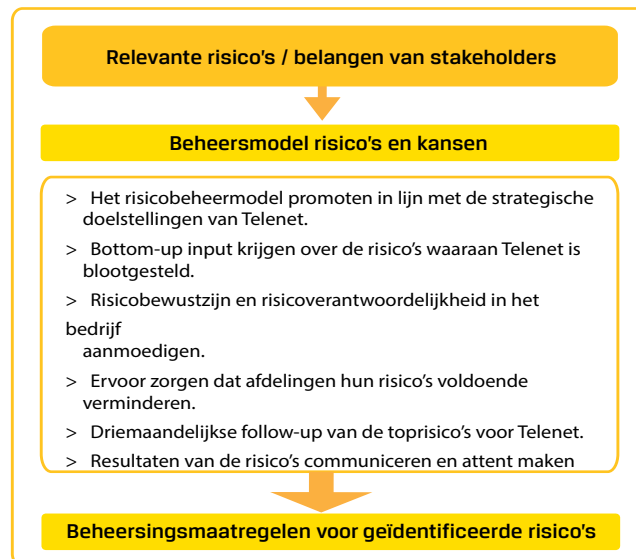 Relevante risico's / belangen van stakeholders
Beheersmodel risico's en kansen
> Het risicobeheermodel promoten in lijn met de strategische
doelstellingen van Telenet.
> Bottom-up input krijgen over de risico's waaraan Telenet is
blootgesteld.
> Risicobewustzijn en risicoverantwoordelijkheid in het
bedrijf
aanmoedigen.
> Ervoor zorgen dat afdelingen hun risico's voldoende
verminderen.
> Driemaandelijkse follow-up van de toprisico's voor Telenet.
> Resultaten van de risico's communiceren en attent maken
Beheersingsmaatregelen voor geïdentificeerde risico's